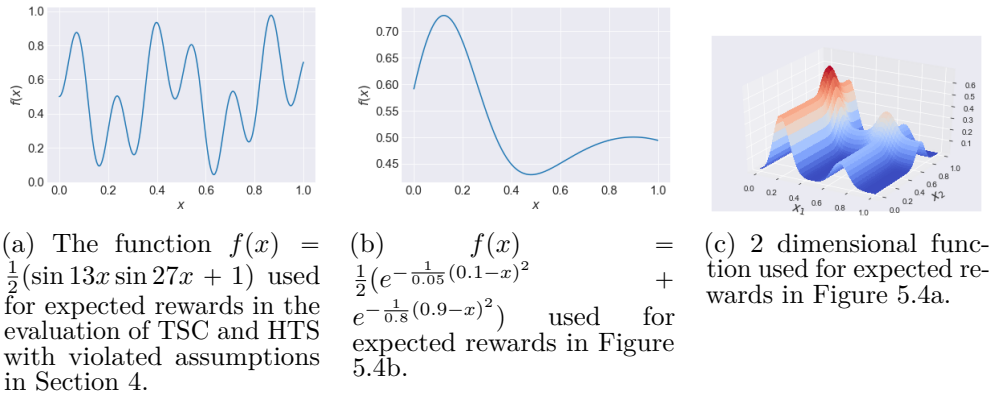 1.0
0.8
0.6
0.4
0.2
0.0
f(x)
0.0 0.2 0.4 0.6 0.8 1.0
x
0.70
0.60
0.50
0.45
f(x)
0.0 0.2 0.4 0.6 0.8 1.0
x
0.6
0.5
0.4
0.3
0.2
0.1
0.0 0.2 0.4 0.6 0.8 1.0
X₁
0.0 0.2 0.4 0.6 0.8 1.0
X₂
(a) The function f(x) =
½(sin 13x sin 27x + 1) used
for expected rewards in the
evaluation of TSC and HTS
with violated assumptions
in Section 4.
(b) f(x) =
½(e^{-\frac{1}{0.05}(0.1-x)^2} +
e^{-\frac{1}{0.8}(0.9-x)^2}) used for
expected rewards in Figure
5.4b.
(c) 2 dimensional func-
tion used for expected re-
wards in Figure 5.4a.